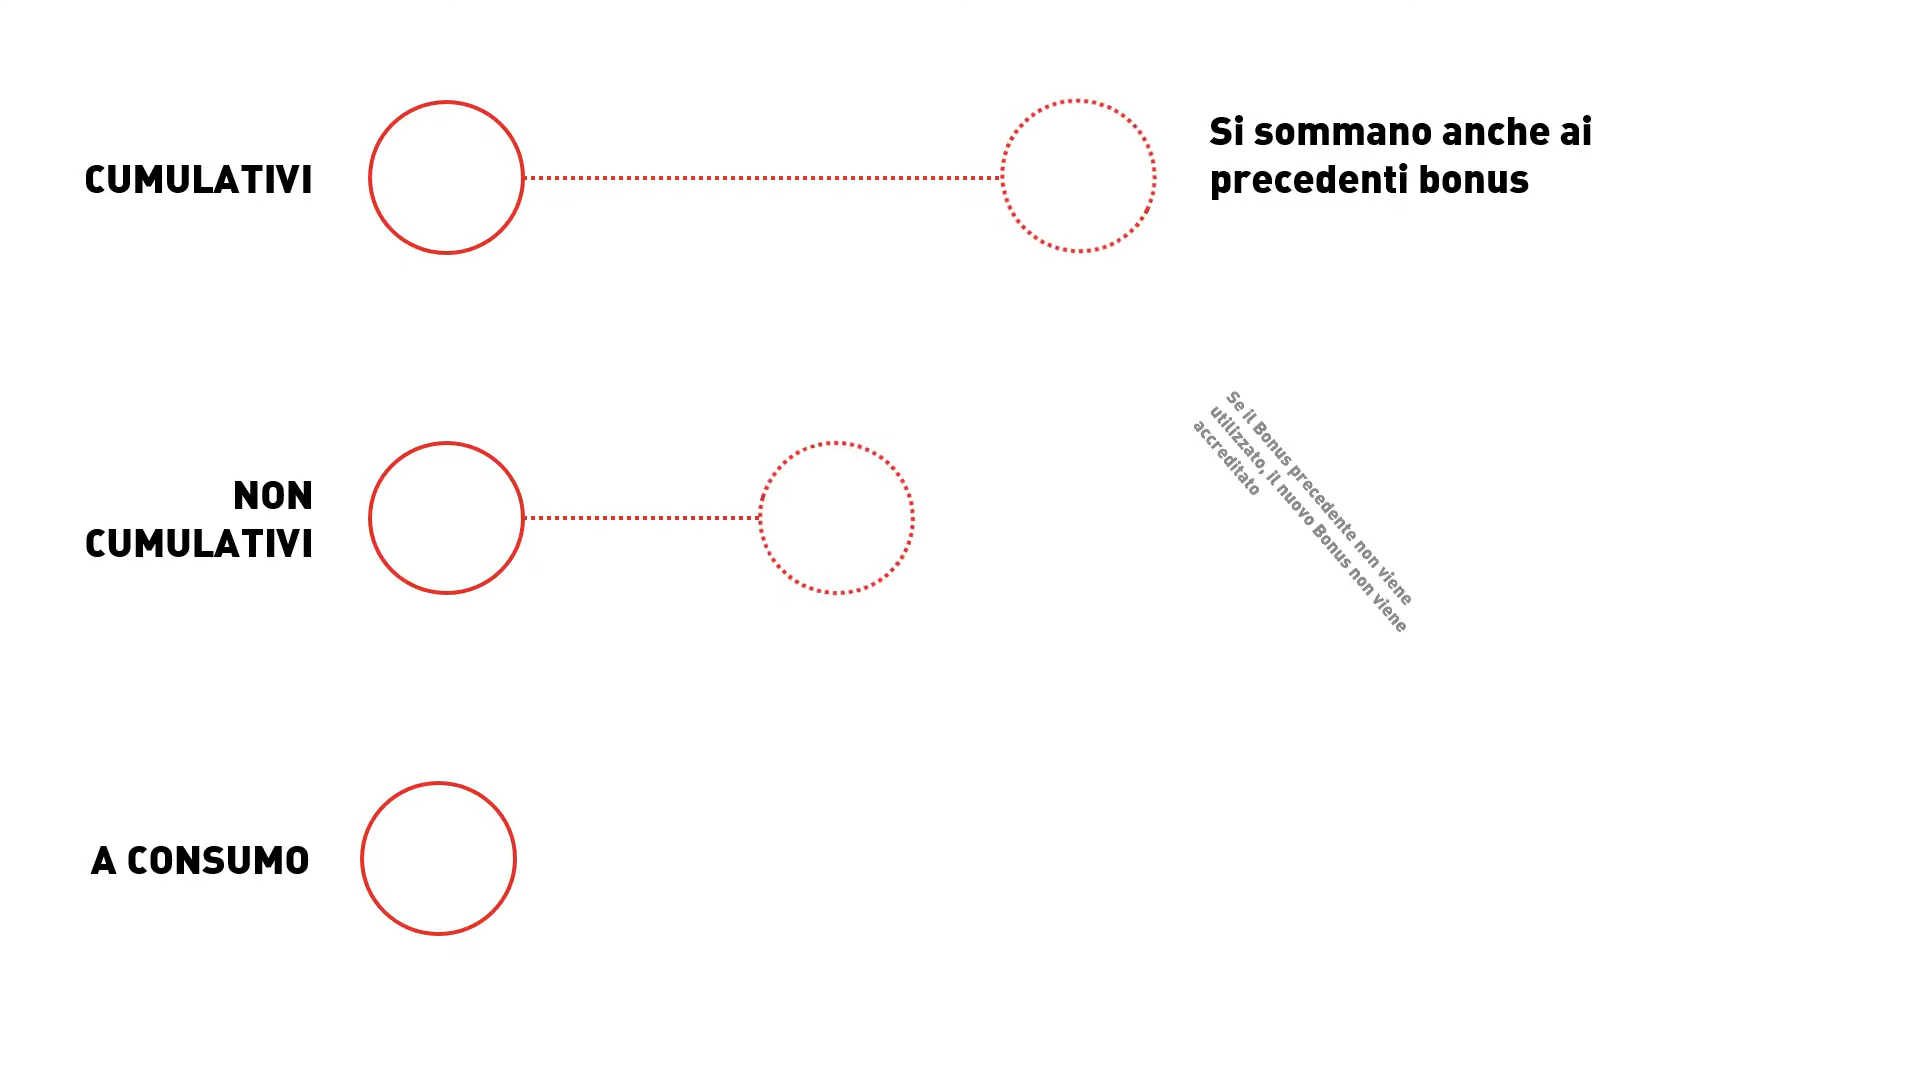 CUMULATIVI
Si sommano anche ai
precedenti bonus
NON
CUMULATIVI
Se il Bonus precedente non viene
utilizzato, il nuovo Bonus non viene
accreditato
A CONSUMO